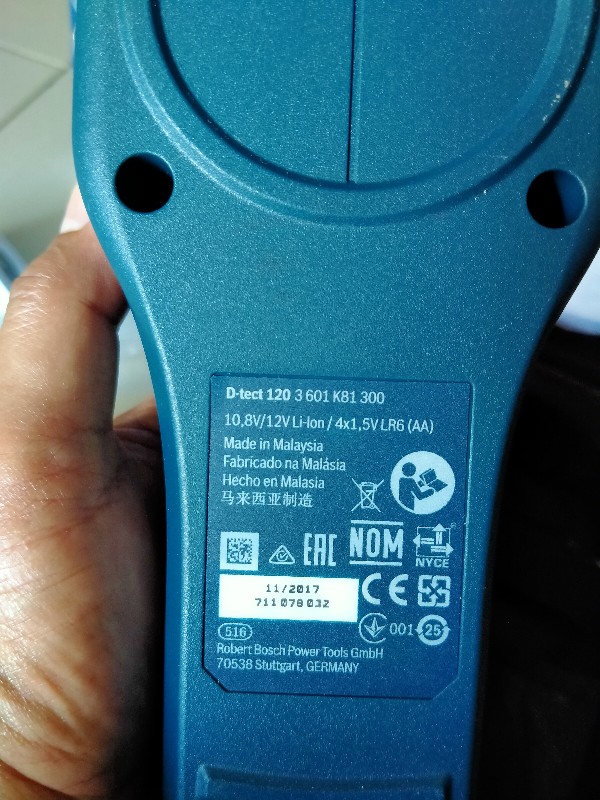 D-tect 120 3 601 K81 300
10,8V/12V Li-Ion / 4x1,5V LR6 (AA)
Made in Malaysia
Fabricado na Malásia
Hecho en Malasia
马来西亚制造
EAC NOM NYCE
11/2017
711 078 032
CE
516
001 25
Robert Bosch Power Tools GmbH
70538 Stuttgart, GERMANY